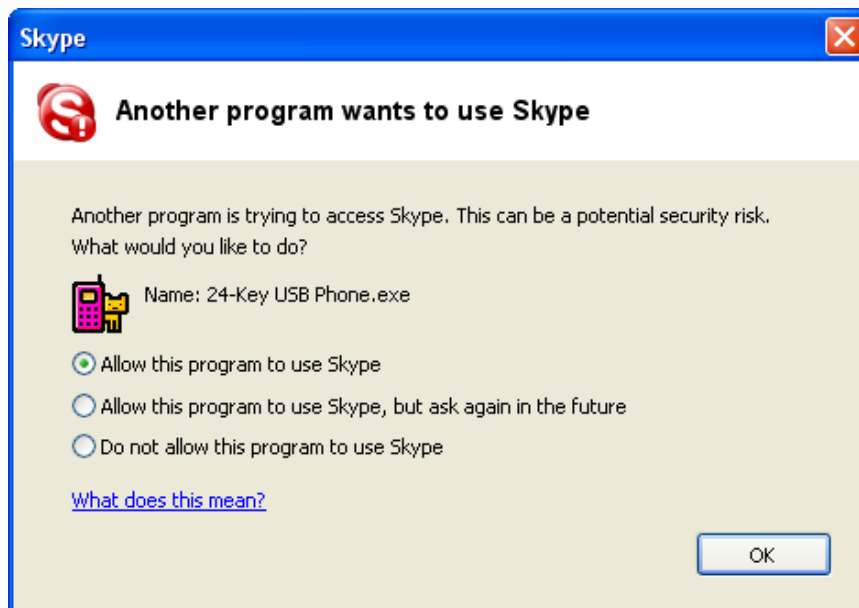 Skype
Another program wants to use Skype
Another program is trying to access Skype. This can be a potential security risk.
What would you like to do?
Name: 24-Key USB Phone.exe
Allow this program to use Skype
Allow this program to use Skype, but ask again in the future
Do not allow this program to use Skype
What does this mean?
OK